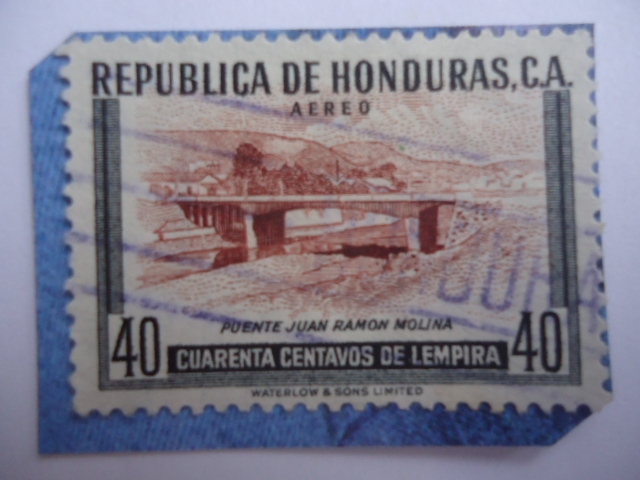 REPUBLICA DE HONDURAS, C.A.
AEREO
PUENTE JUAN RAMON MOLINA
40 CUARENTA CENTAVOS DE LEMPIRA 40
WATERLOW & SONS LIMITED